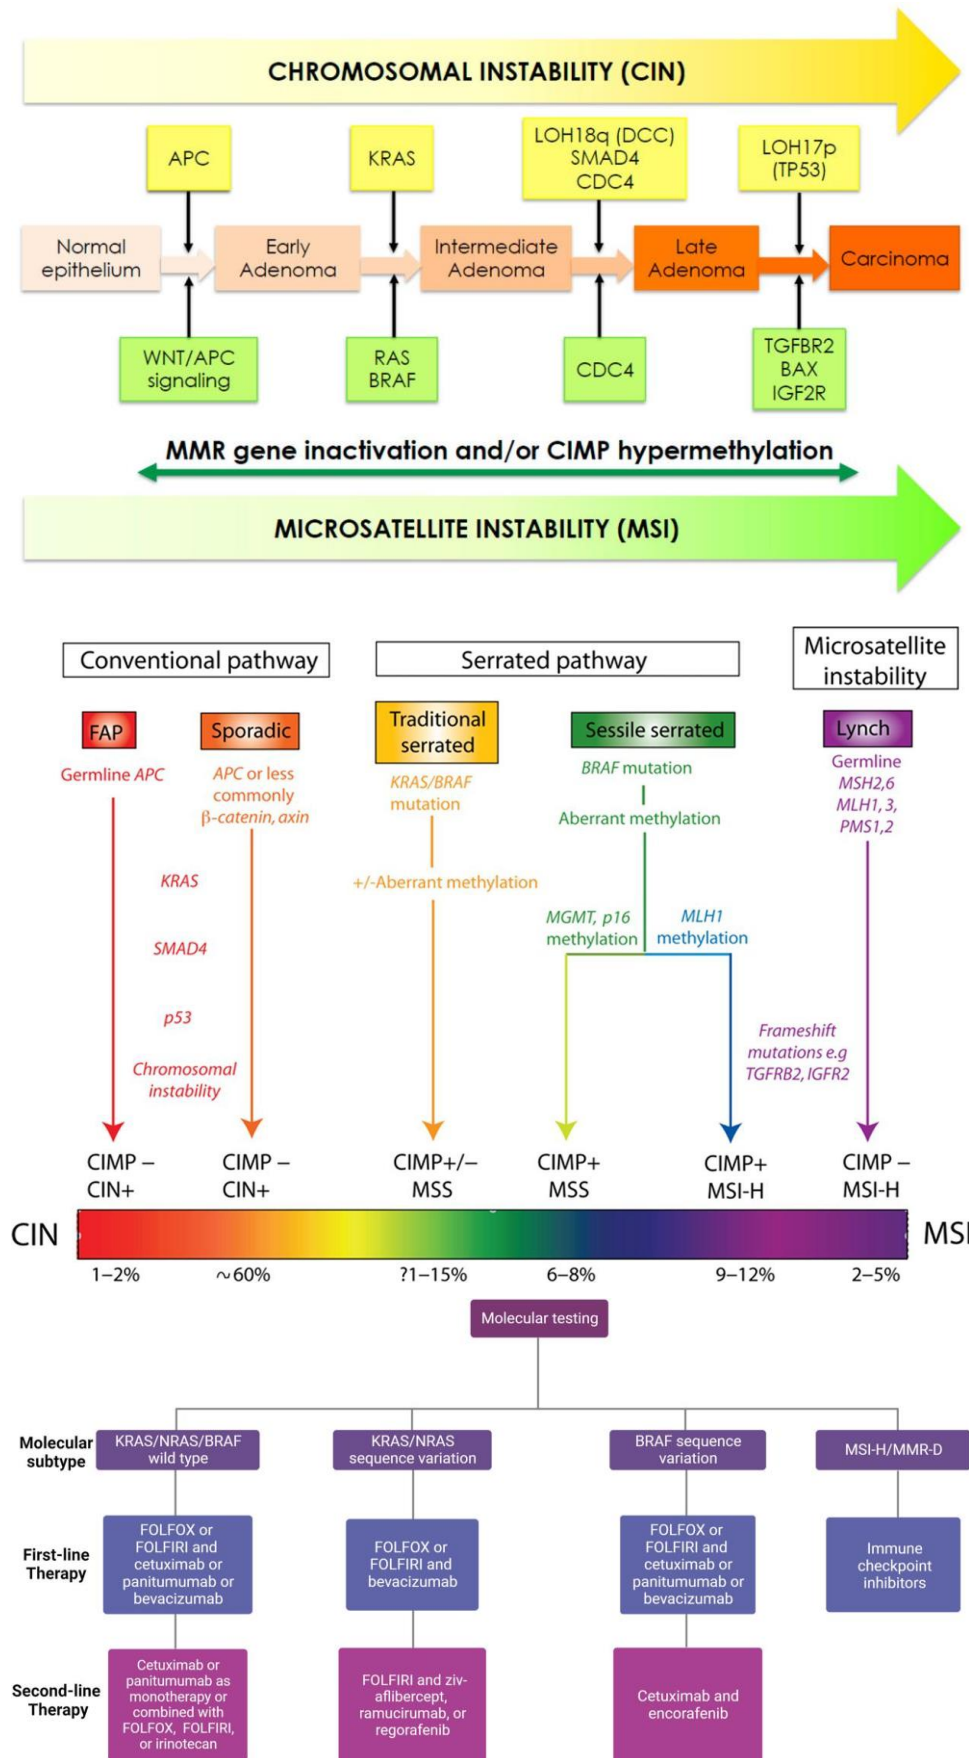 CHROMOSOMAL INSTABILITY (CIN)
APC
KRAS
LOH18q (DCC)
SMAD4
CDC4
LOH17p
(TP53)
Normal
epithelium
Early
Adenoma
Intermediate
Adenoma
Late
Adenoma
Carcinoma
WNT/APC
signaling
RAS
BRAF
CDC4
TGFBR2
BAX
IGF2R
MMR gene inactivation and/or CIMP hypermethylation
MICROSATELLITE INSTABILITY (MSI)
Conventional pathway
Serrated pathway
Microsatellite
instability
FAP
Sporadic
Traditional
serrated
Sessile serrated
Lynch
Germline APC
APC or less
commonly
β-catenin, axin
KRAS/BRAF
mutation
BRAF mutation
Germline
MSH2,6
MLH1, 3,
PMS1,2
Aberrant methylation
KRAS
+/-Aberrant methylation
SMAD4
MGMT, p16
methylation
MLH1
methylation
p53
Chromosomal
instability
Frameshift
mutations e.g
TGFRB2, IGFR2
CIMP –
CIN+
CIMP –
CIN+
CIMP+/–
MSS
CIMP+
MSS
CIMP+
MSI-H
CIMP –
MSI-H
CIN
MSI
1–2%
~60%
?1–15%
6–8%
9–12%
2–5%
Molecular testing
Molecular
subtype
KRAS/NRAS/BRAF
wild type
KRAS/NRAS
sequence variation
BRAF sequence
variation
MSI-H/MMR-D
First-line
Therapy
FOLFOX or
FOLFIRI and
cetuximab or
panitumumab or
bevacizumab
FOLFOX or
FOLFIRI and
bevacizumab
FOLFOX or
FOLFIRI and
cetuximab or
panitumumab or
bevacizumab
Immune
checkpoint
inhibitors
Second-line
Therapy
Cetuximab or
panitumumab as
monotherapy or
combined with
FOLFOX, FOLFIRI,
or irinotecan
FOLFIRI and ziv-
aflibercept,
ramucirumab, or
regorafenib
Cetuximab and
encorafenib